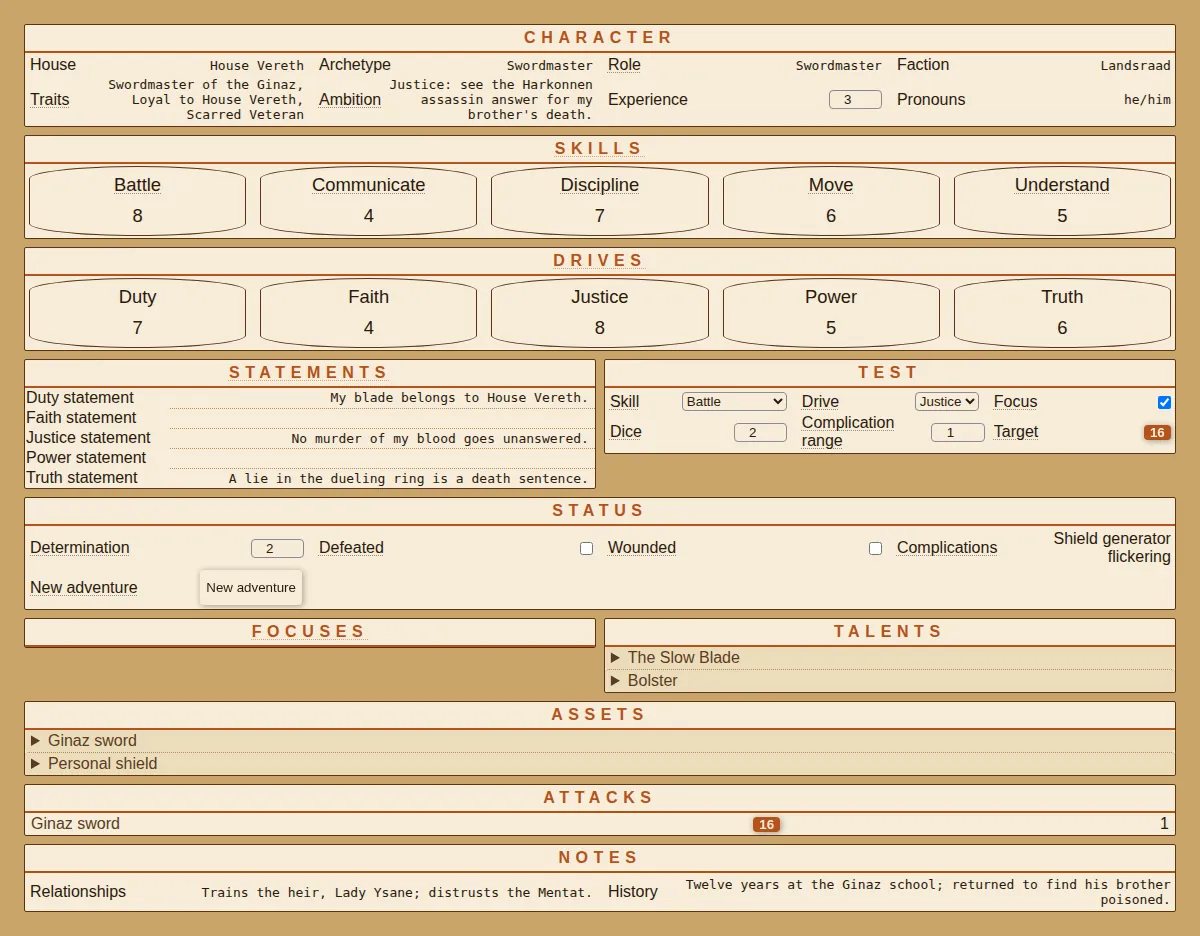 CHARACTER
House House Vereth Archetype Swordmaster Role Swordmaster Faction Landsraad
Traits Swordmaster of the Ginaz, Loyal to House Vereth, Scarred Veteran Ambition Justice: see the Harkonnen assassin answer for my brother's death. Experience 3 Pronouns he/him
SKILLS
Battle Communicate Discipline Move Understand
8 4 7 6 5
DRIVES
Duty Faith Justice Power Truth
7 4 8 5 6
STATEMENTS
Duty statement My blade belongs to House Vereth.
Faith statement
Justice statement No murder of my blood goes unanswered.
Power statement
Truth statement A lie in the dueling ring is a death sentence.
TEST
Skill Battle Drive Justice Focus
Dice 2 Complication range 1 Target 16
STATUS
Determination 2 Defeated Wounded Complications Shield generator flickering
New adventure New adventure
FOCUSES
TALENTS
The Slow Blade
Bolster
ASSETS
Ginaz sword
Personal shield
ATTACKS
Ginaz sword 16 1
NOTES
Relationships Trains the heir, Lady Ysane; distrusts the Mentat. History Twelve years at the Ginaz school; returned to find his brother poisoned.